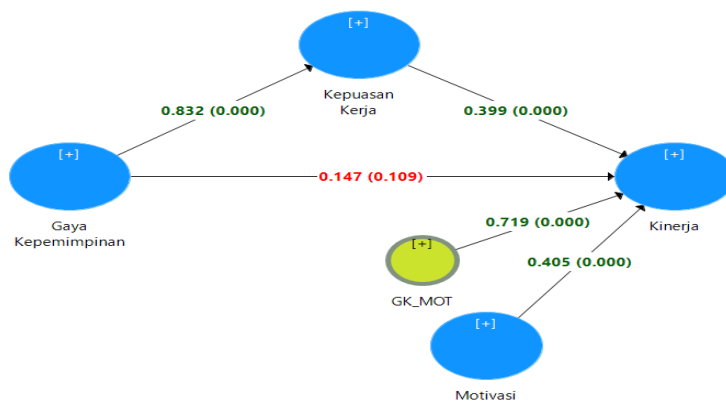 [+]
Kepuasan
Kerja
0.832 (0.000)
0.399 (0.000)
[+]
Gaya
Kepemimpinan
0.147 (0.109)
[+]
Kinerja
0.719 (0.000)
[+]
GK_MOT
0.405 (0.000)
[+]
Motivasi